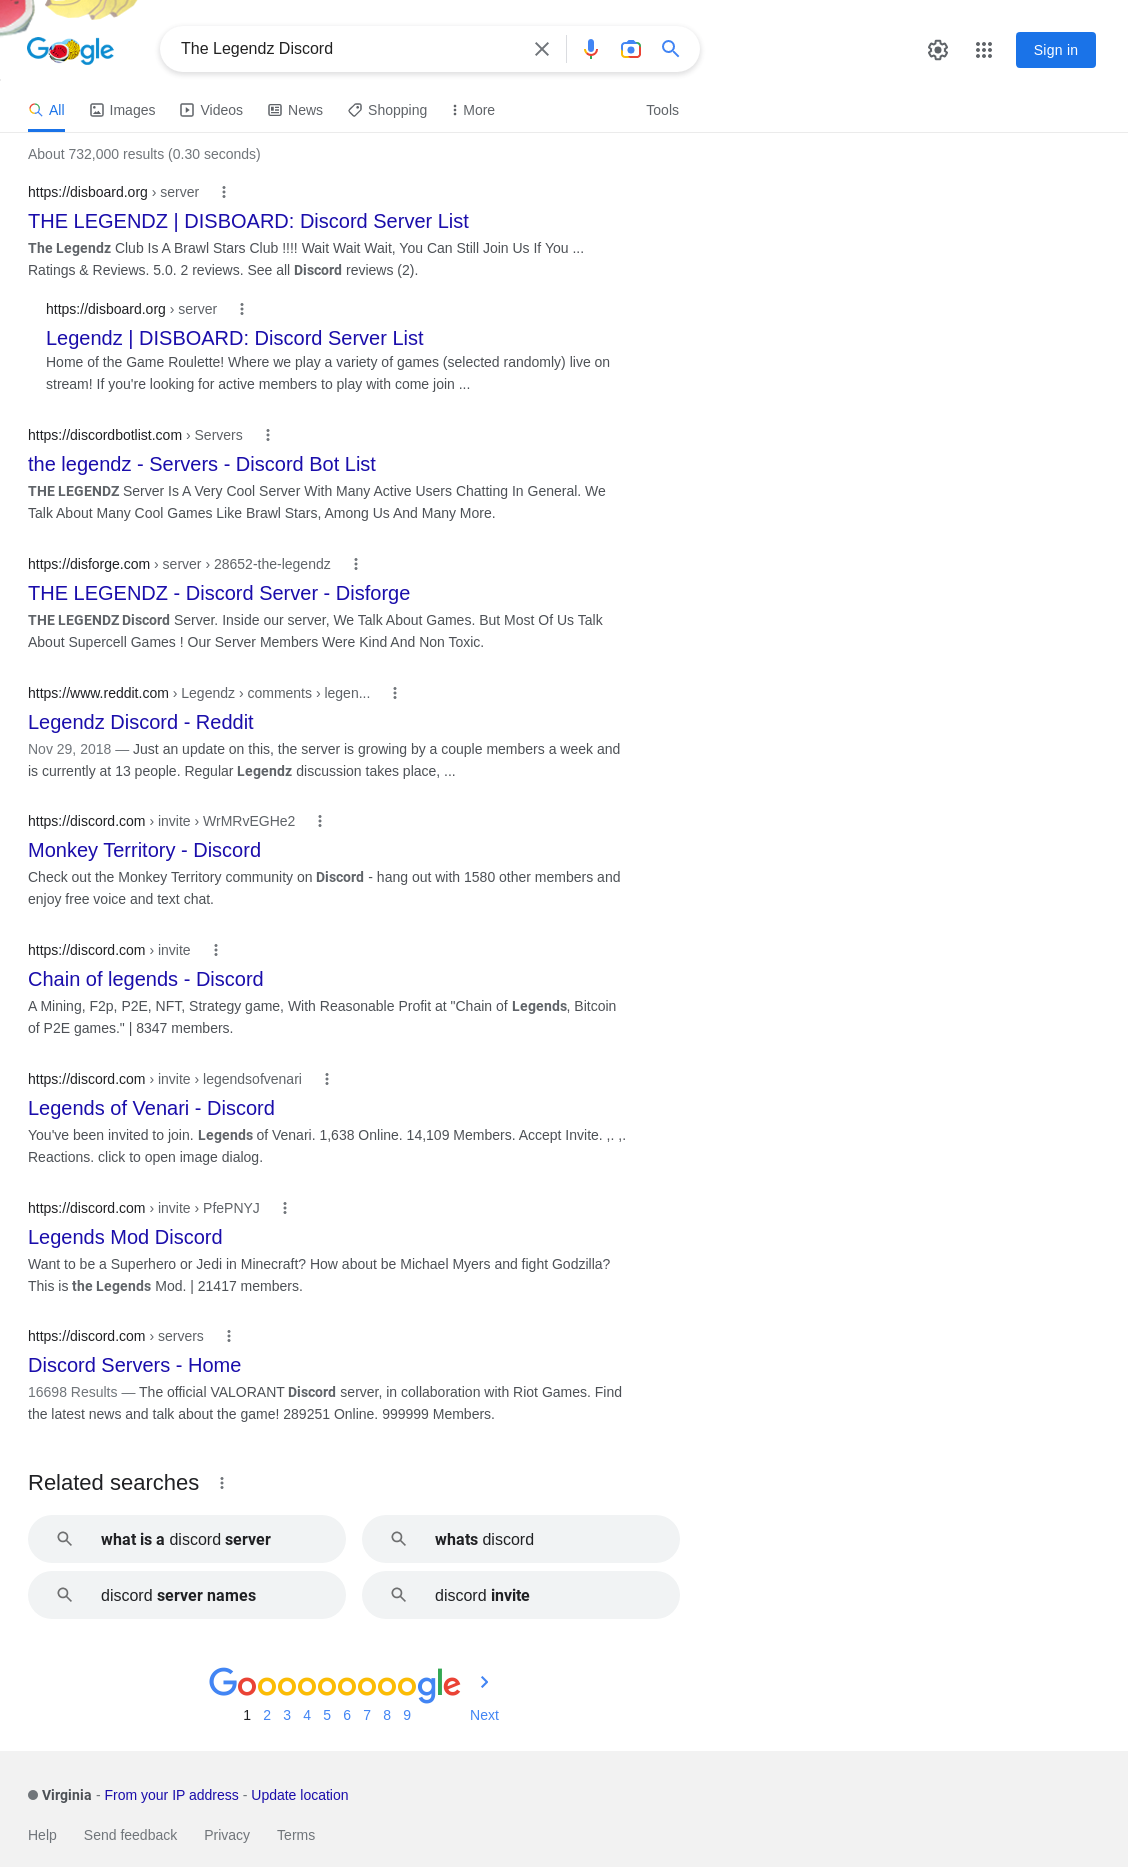 Google
The Legendz Discord
Sign in
All Images Videos News Shopping More Tools
About 732,000 results (0.30 seconds)
https://disboard.org › server
THE LEGENDZ | DISBOARD: Discord Server List
The Legendz Club Is A Brawl Stars Club !!!! Wait Wait Wait, You Can Still Join Us If You ...
Ratings & Reviews. 5.0. 2 reviews. See all Discord reviews (2).
https://disboard.org › server
Legendz | DISBOARD: Discord Server List
Home of the Game Roulette! Where we play a variety of games (selected randomly) live on
stream! If you're looking for active members to play with come join ...
https://discordbotlist.com › Servers
the legendz - Servers - Discord Bot List
THE LEGENDZ Server Is A Very Cool Server With Many Active Users Chatting In General. We
Talk About Many Cool Games Like Brawl Stars, Among Us And Many More.
https://disforge.com › server › 28652-the-legendz
THE LEGENDZ - Discord Server - Disforge
THE LEGENDZ Discord Server. Inside our server, We Talk About Games. But Most Of Us Talk
About Supercell Games ! Our Server Members Were Kind And Non Toxic.
https://www.reddit.com › Legendz › comments › legen...
Legendz Discord - Reddit
Nov 29, 2018 — Just an update on this, the server is growing by a couple members a week and
is currently at 13 people. Regular Legendz discussion takes place, ...
https://discord.com › invite › WrMRvEGHe2
Monkey Territory - Discord
Check out the Monkey Territory community on Discord - hang out with 1580 other members and
enjoy free voice and text chat.
https://discord.com › invite
Chain of legends - Discord
A Mining, F2p, P2E, NFT, Strategy game, With Reasonable Profit at "Chain of Legends, Bitcoin
of P2E games." | 8347 members.
https://discord.com › invite › legendsofvenari
Legends of Venari - Discord
You've been invited to join. Legends of Venari. 1,638 Online. 14,109 Members. Accept Invite. ,. ,.
Reactions. click to open image dialog.
https://discord.com › invite › PfePNYJ
Legends Mod Discord
Want to be a Superhero or Jedi in Minecraft? How about be Michael Myers and fight Godzilla?
This is the Legends Mod. | 21417 members.
https://discord.com › servers
Discord Servers - Home
16698 Results — The official VALORANT Discord server, in collaboration with Riot Games. Find
the latest news and talk about the game! 289251 Online. 999999 Members.
Related searches
what is a discord server
whats discord
discord server names
discord invite
Gooooooooogle
1 2 3 4 5 6 7 8 9 Next
Virginia - From your IP address - Update location
Help Send feedback Privacy Terms